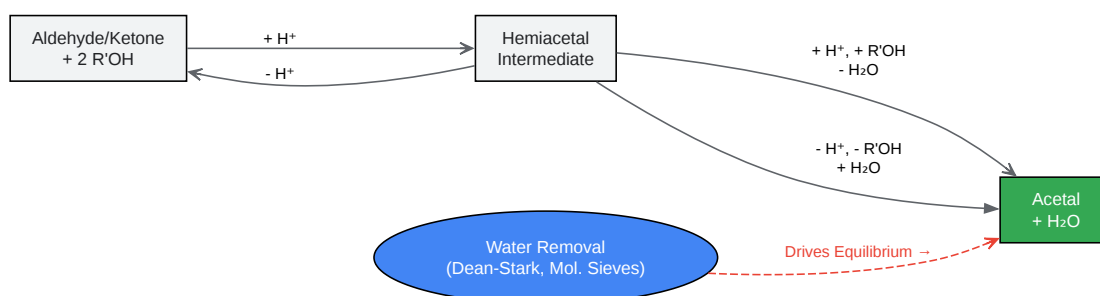 Aldehyde/Ketone
+ 2 R'OH
+ H⁺
- H⁺
Hemiacetal
Intermediate
+ H⁺, + R'OH
- H₂O
- H⁺, - R'OH
+ H₂O
Acetal
+ H₂O
Water Removal
(Dean-Stark, Mol. Sieves)
Drives Equilibrium →